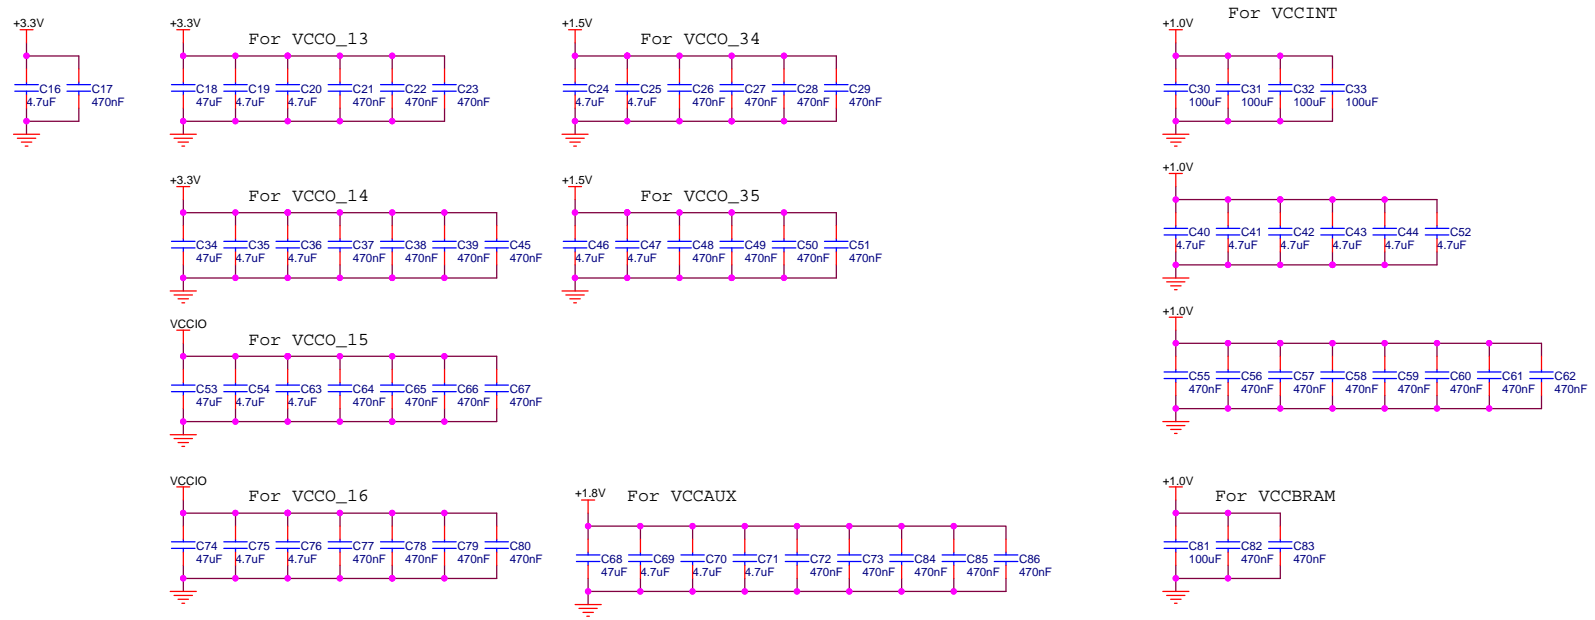 For VCCINT
+3.3V +3.3V +1.5V +1.0V
For VCCO_13 For VCCO_34
C16 C17 C18 C19 C20 C21 C22 C23 C24 C25 C26 C27 C28 C29 C30 C31 C32 C33
4.7uF 470nF 47uF 4.7uF 4.7uF 470nF 470nF 470nF 4.7uF 4.7uF 470nF 470nF 470nF 470nF 100uF 100uF 100uF 100uF
+3.3V +1.5V +1.0V
For VCCO_14 For VCCO_35
C34 C35 C36 C37 C38 C39 C45 C46 C47 C48 C49 C50 C51 C40 C41 C42 C43 C44 C52
47uF 4.7uF 4.7uF 470nF 470nF 470nF 470nF 4.7uF 4.7uF 470nF 470nF 470nF 470nF 4.7uF 4.7uF 4.7uF 4.7uF 4.7uF 4.7uF
VCCIO +1.0V
For VCCO_15
C53 C54 C63 C64 C65 C66 C67 C55 C56 C57 C58 C59 C60 C61 C62
47uF 4.7uF 4.7uF 470nF 470nF 470nF 470nF 470nF 470nF 470nF 470nF 470nF 470nF 470nF 470nF
VCCIO +1.8V +1.0V
For VCCO_16 For VCCAUX For VCCBRAM
C74 C75 C76 C77 C78 C79 C80 C81 C82 C83
47uF 4.7uF 4.7uF 470nF 470nF 470nF 470nF 100uF 470nF 470nF
C68 C69 C70 C71 C72 C73 C84 C85 C86
47uF 4.7uF 4.7uF 4.7uF 470nF 470nF 470nF 470nF 470nF